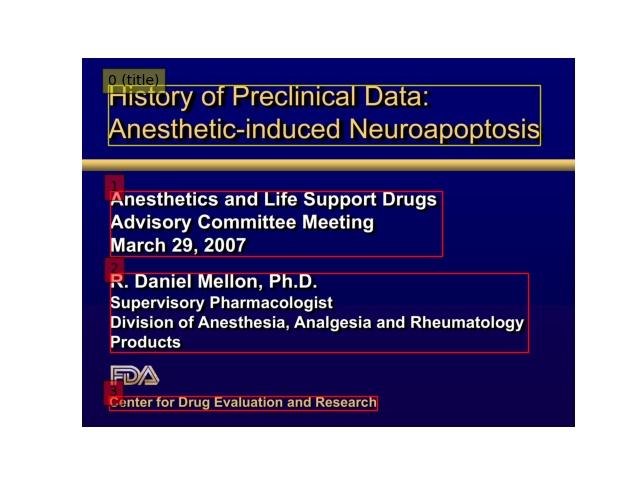 0 (title)
History of Preclinical Data:
Anesthetic-induced Neuroapoptosis
1
Anesthetics and Life Support Drugs
Advisory Committee Meeting
March 29, 2007
2
R. Daniel Mellon, Ph.D.
Supervisory Pharmacologist
Division of Anesthesia, Analgesia and Rheumatology
Products
FDA
3
Center for Drug Evaluation and Research